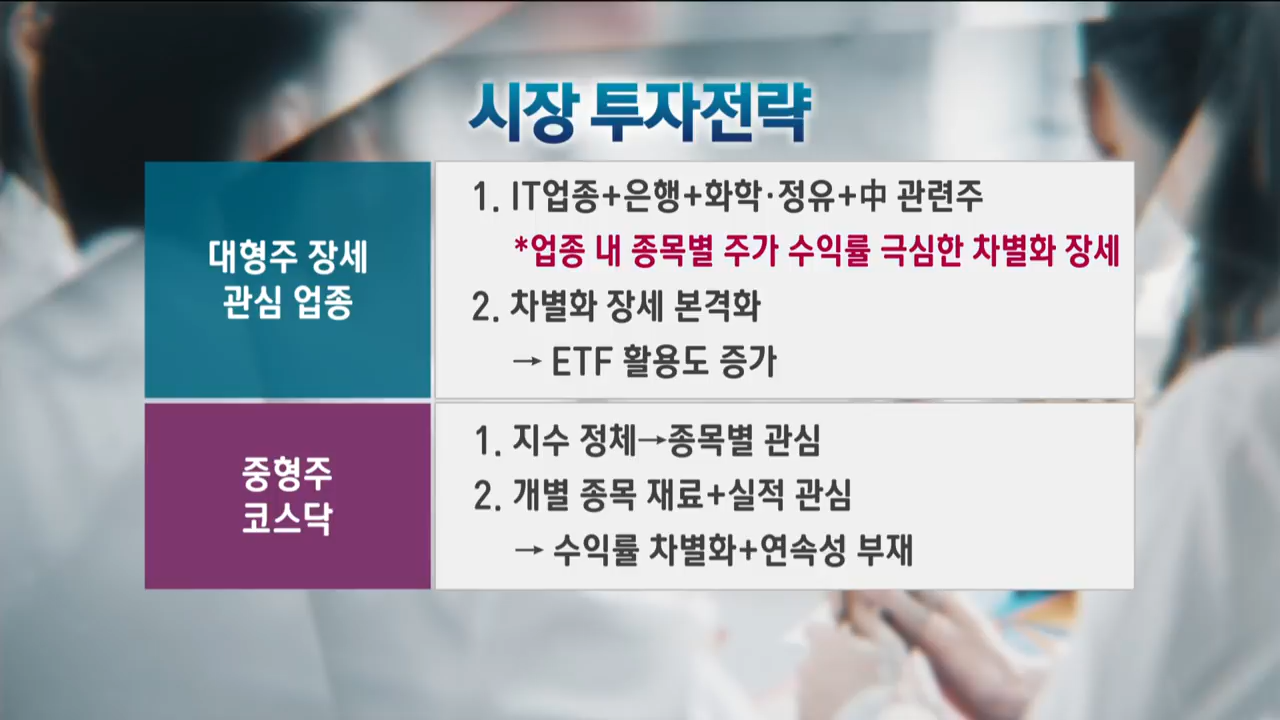 시장 투자전략
대형주 장세
관심 업종
1. IT업종+은행+화학·정유+中 관련주
*업종 내 종목별 주가 수익률 극심한 차별화 장세
2. 차별화 장세 본격화
→ ETF 활용도 증가
중형주
코스닥
1. 지수 정체→종목별 관심
2. 개별 종목 재료+실적 관심
→ 수익률 차별화+연속성 부재